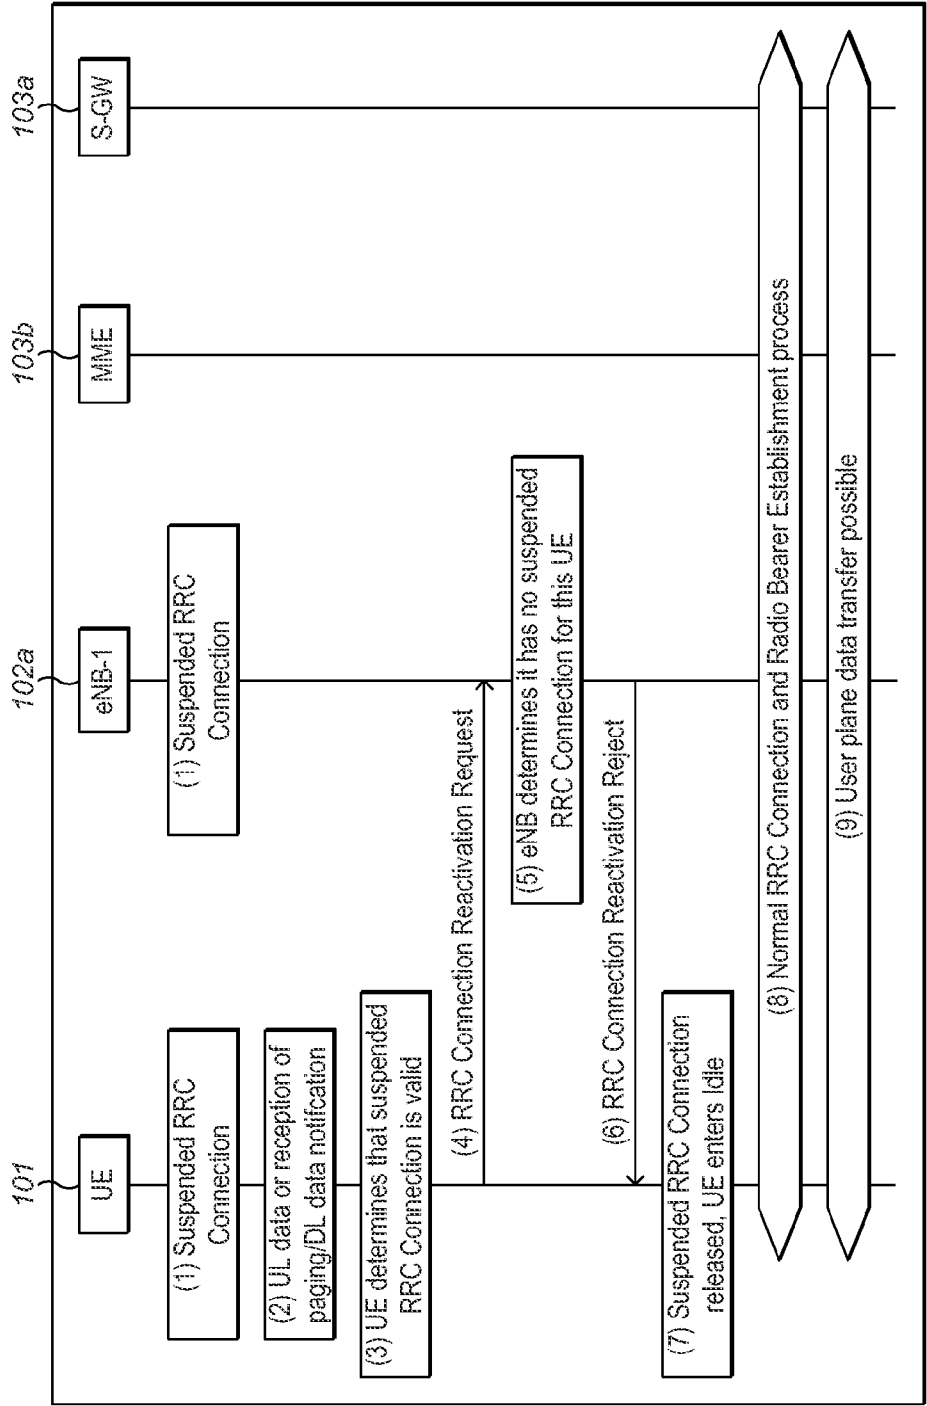 101
102a
103b
103a
UE
eNB-1
MME
S-GW
(1) Suspended RRC
Connection
(1) Suspended RRC
Connection
(2) UL data or reception of
paging/DL data notifcation
(3) UE determines that suspended
RRC Connection is valid
(4) RRC Connection Reactivation Request
(5) eNB determines it has no suspended
RRC Connection for this UE
(6) RRC Connection Reactivation Reject
(7) Suspended RRC Connection
released, UE enters Idle
(8) Normal RRC Connection and Radio Bearer Establishment process
(9) User plane data transfer possible